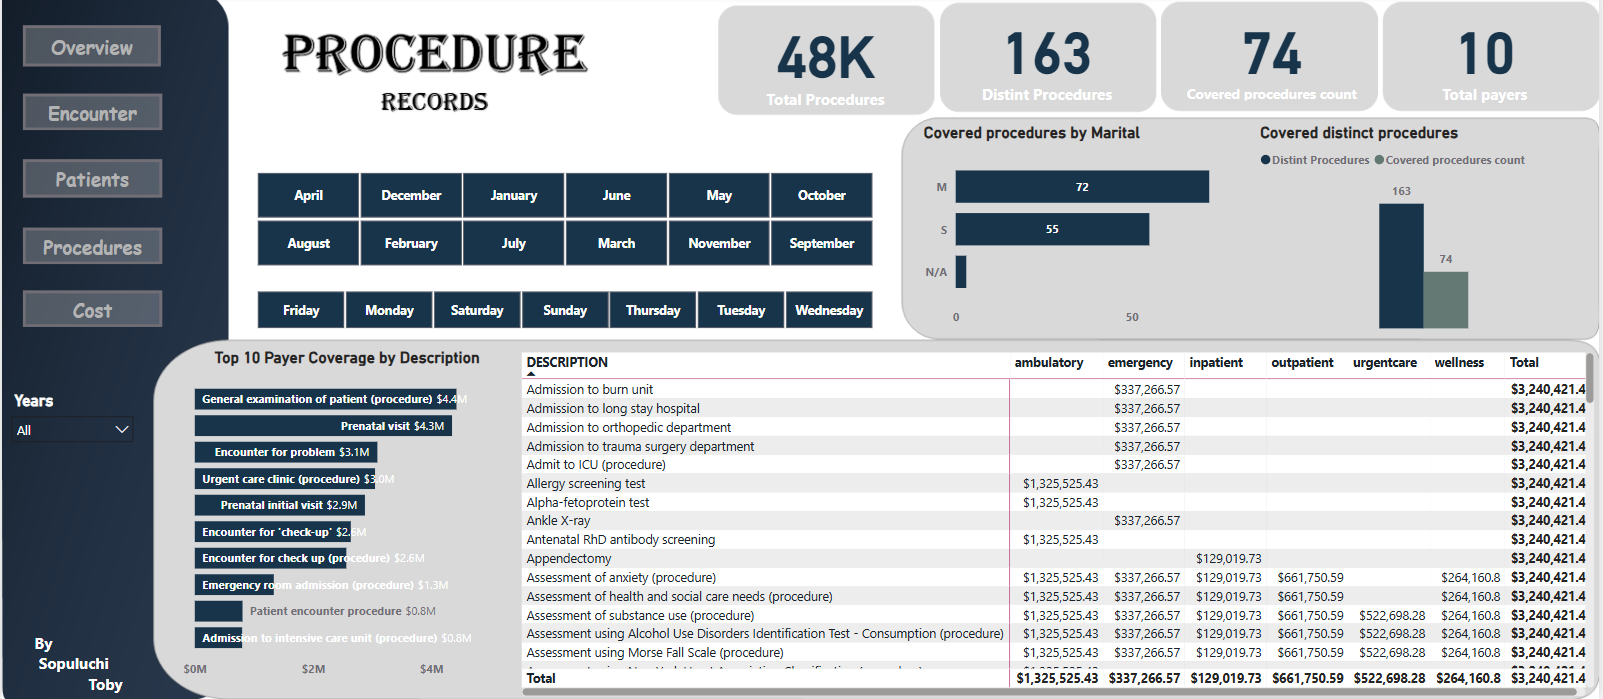 Overview
Encounter
Patients
Procedures
Cost
Years
All
By
Sopuluchi
Toby
PROCEDURE
RECORDS
48K
Total Procedures
163
Distint Procedures
74
Covered procedures count
10
Total payers
April December January June May October
August February July March November September
Friday Monday Saturday Sunday Thursday Tuesday Wednesday
Covered procedures by Marital
M 72
S 55
N/A
0 50
Covered distinct procedures
Distint Procedures Covered procedures count
163
74
Top 10 Payer Coverage by Description
General examination of patient (procedure) $4.4M
Prenatal visit $4.3M
Encounter for problem $3.1M
Urgent care clinic (procedure) $3.0M
Prenatal initial visit $2.9M
Encounter for 'check-up' $2.6M
Encounter for check up (procedure) $2.6M
Emergency room admission (procedure) $1.3M
Patient encounter procedure $0.8M
Admission to intensive care unit (procedure) $0.8M
$0M $2M $4M
DESCRIPTION ambulatory emergency inpatient outpatient urgentcare wellness Total
Admission to burn unit $337,266.57 $3,240,421.4
Admission to long stay hospital $337,266.57 $3,240,421.4
Admission to orthopedic department $337,266.57 $3,240,421.4
Admission to trauma surgery department $337,266.57 $3,240,421.4
Admit to ICU (procedure) $337,266.57 $3,240,421.4
Allergy screening test $1,325,525.43 $3,240,421.4
Alpha-fetoprotein test $1,325,525.43 $3,240,421.4
Ankle X-ray $337,266.57 $3,240,421.4
Antenatal RhD antibody screening $1,325,525.43 $3,240,421.4
Appendectomy $129,019.73 $3,240,421.4
Assessment of anxiety (procedure) $1,325,525.43 $337,266.57 $129,019.73 $661,750.59 $264,160.8 $3,240,421.4
Assessment of health and social care needs (procedure) $1,325,525.43 $337,266.57 $129,019.73 $661,750.59 $264,160.8 $3,240,421.4
Assessment of substance use (procedure) $1,325,525.43 $337,266.57 $129,019.73 $661,750.59 $522,698.28 $264,160.8 $3,240,421.4
Assessment using Alcohol Use Disorders Identification Test - Consumption (procedure) $1,325,525.43 $337,266.57 $129,019.73 $661,750.59 $522,698.28 $264,160.8 $3,240,421.4
Assessment using Morse Fall Scale (procedure) $1,325,525.43 $337,266.57 $129,019.73 $661,750.59 $522,698.28 $264,160.8 $3,240,421.4
Total $1,325,525.43 $337,266.57 $129,019.73 $661,750.59 $522,698.28 $264,160.8 $3,240,421.4